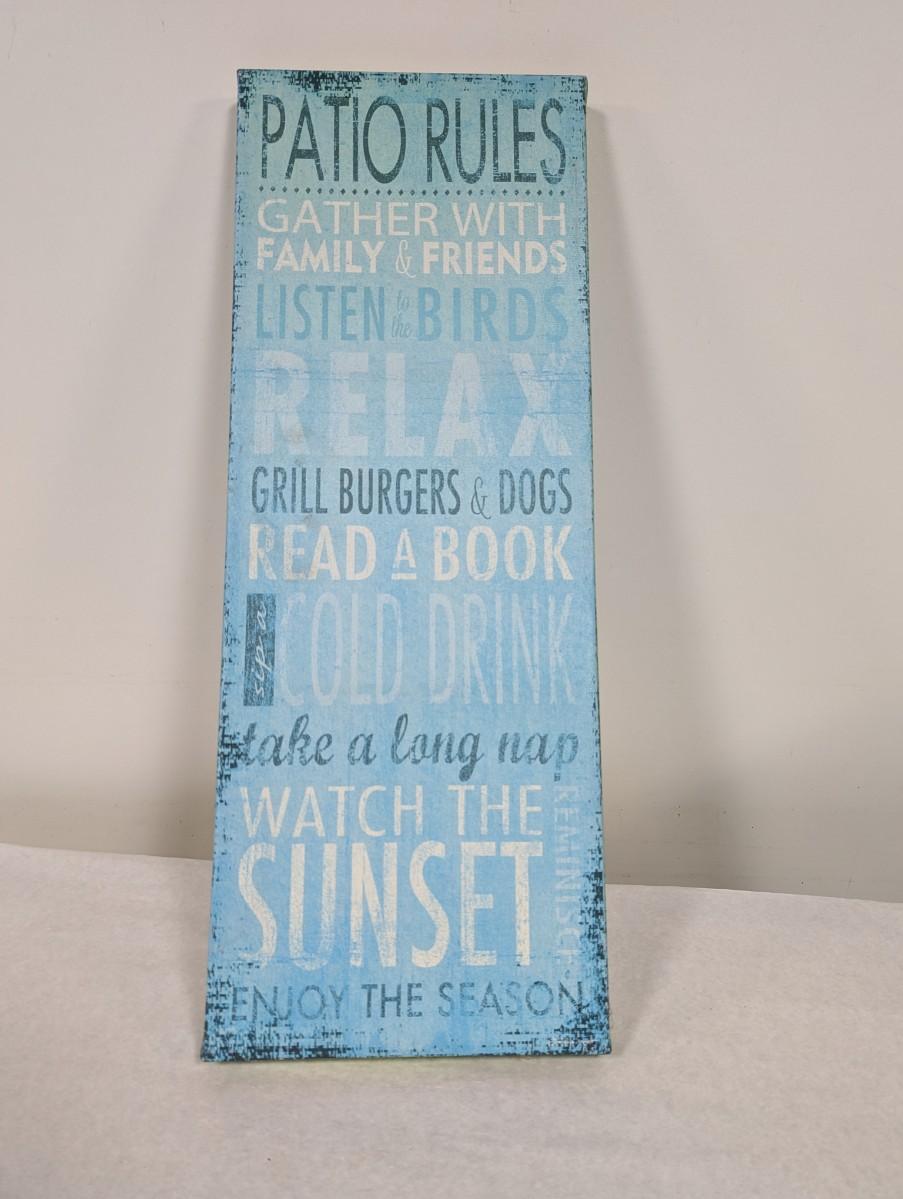 PATIO RULES
GATHER WITH
FAMILY & FRIENDS
LISTEN to the BIRDS
RELAX
GRILL BURGERS & DOGS
READ A BOOK
sip a COLD DRINK
take a long nap
WATCH THE
SUNSET
REMINISCE
ENJOY THE SEASON